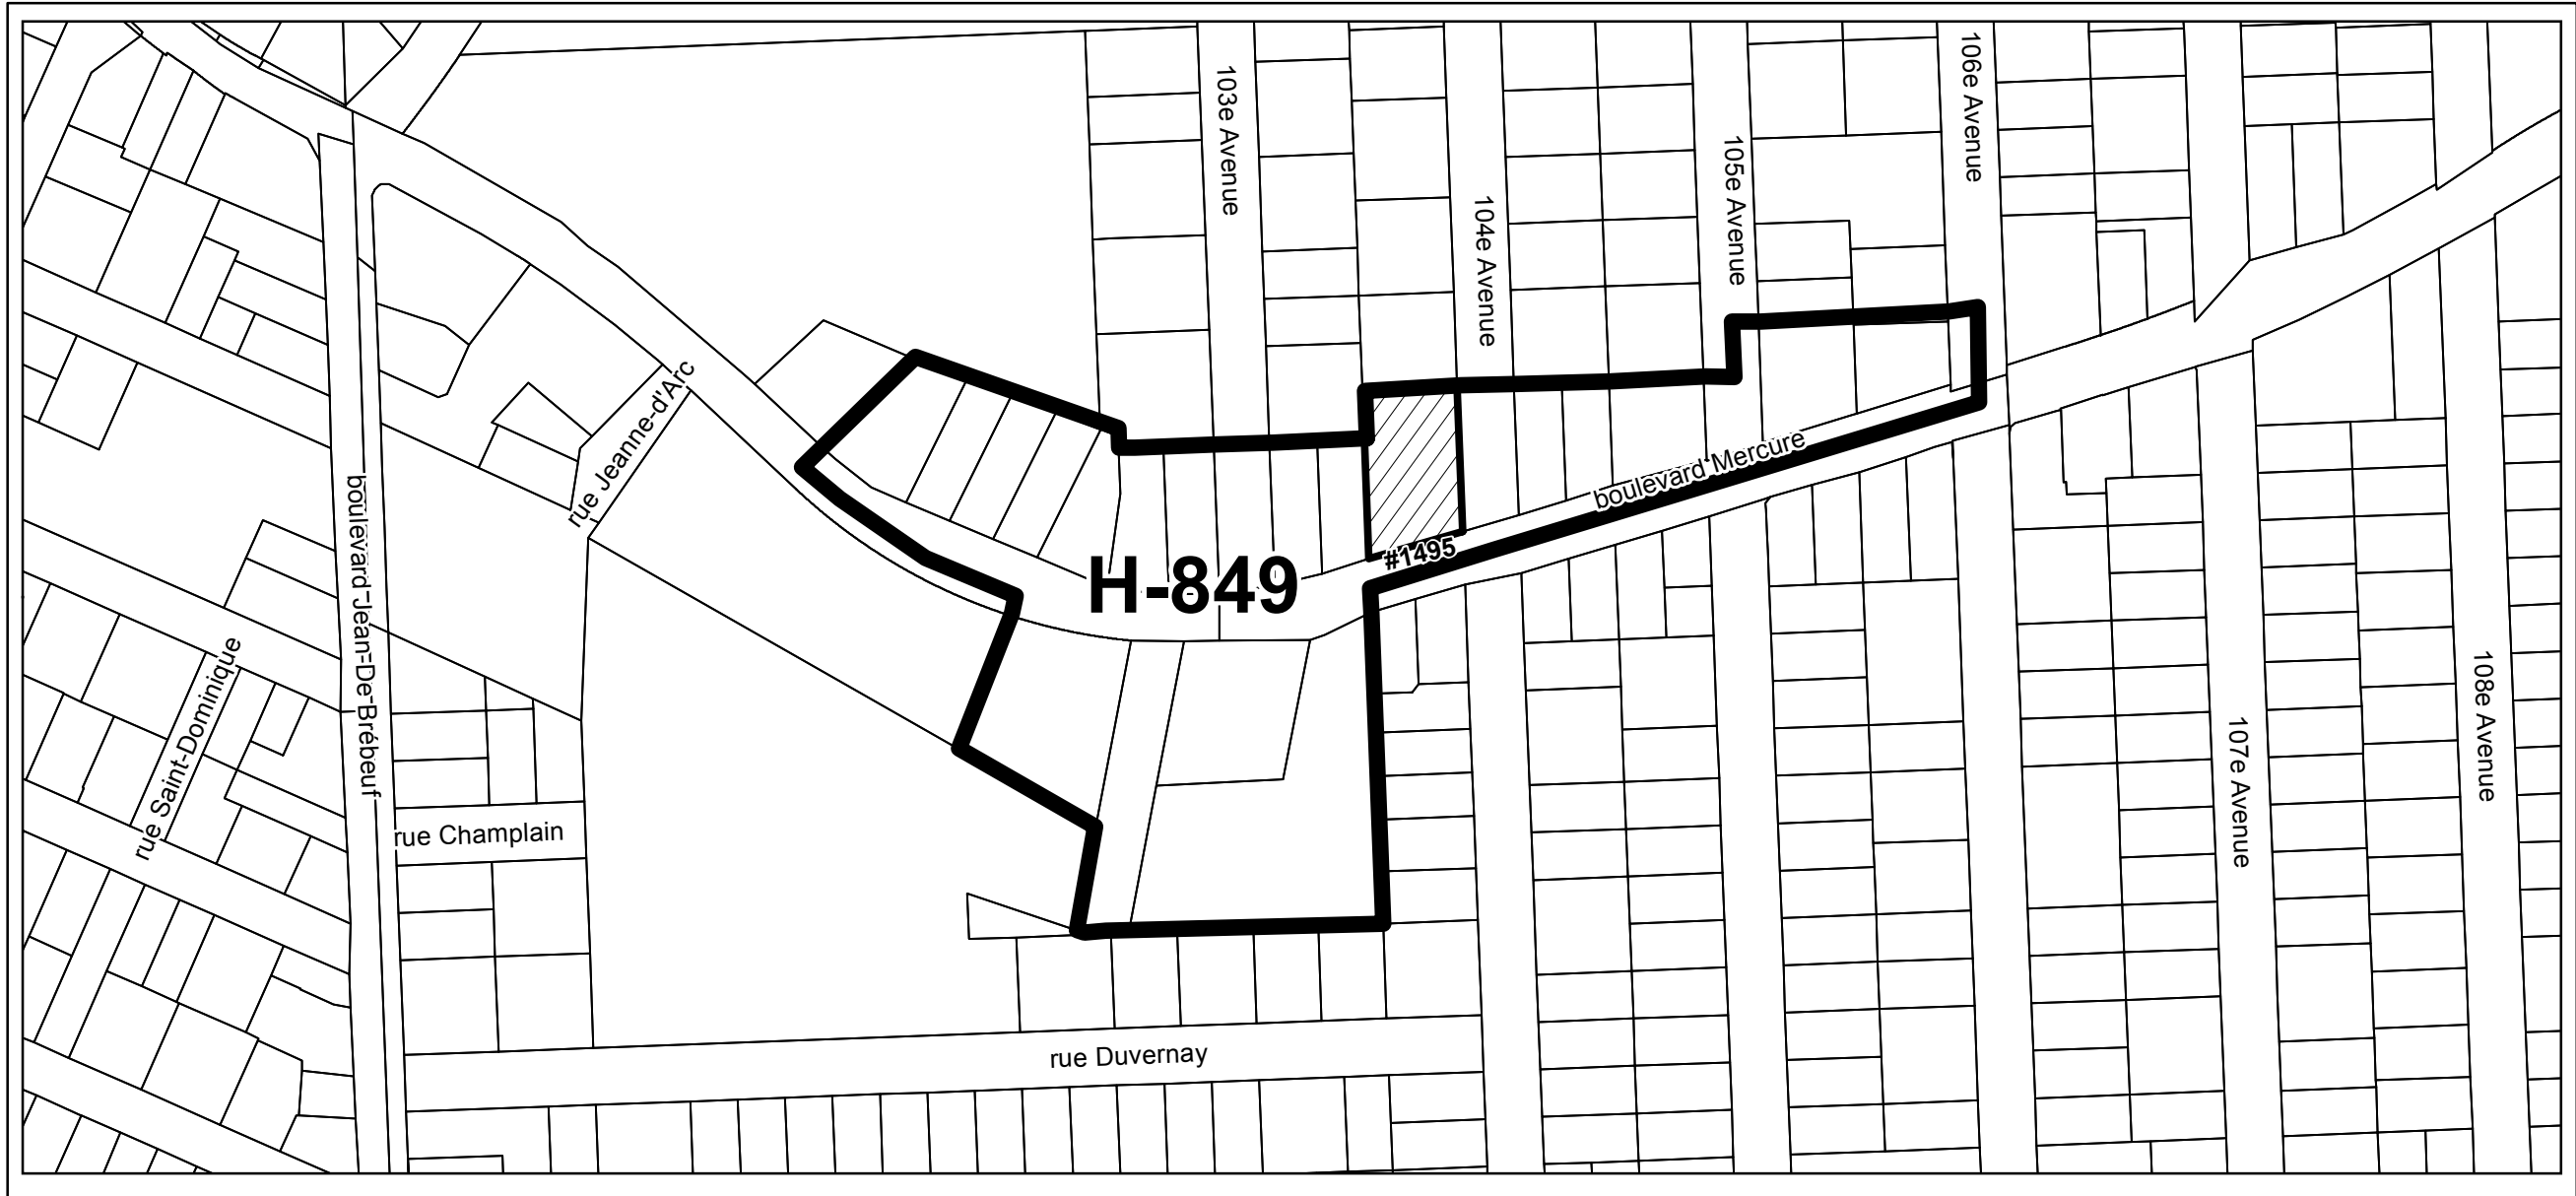 103e Avenue
104e Avenue
105e Avenue
106e Avenue
rue Jeanne-d'Arc
boulevard Mercure
#1495
H-849
boulevard Jean-De-Brébeuf
rue Saint-Dominique
rue Champlain
107e Avenue
108e Avenue
rue Duvernay